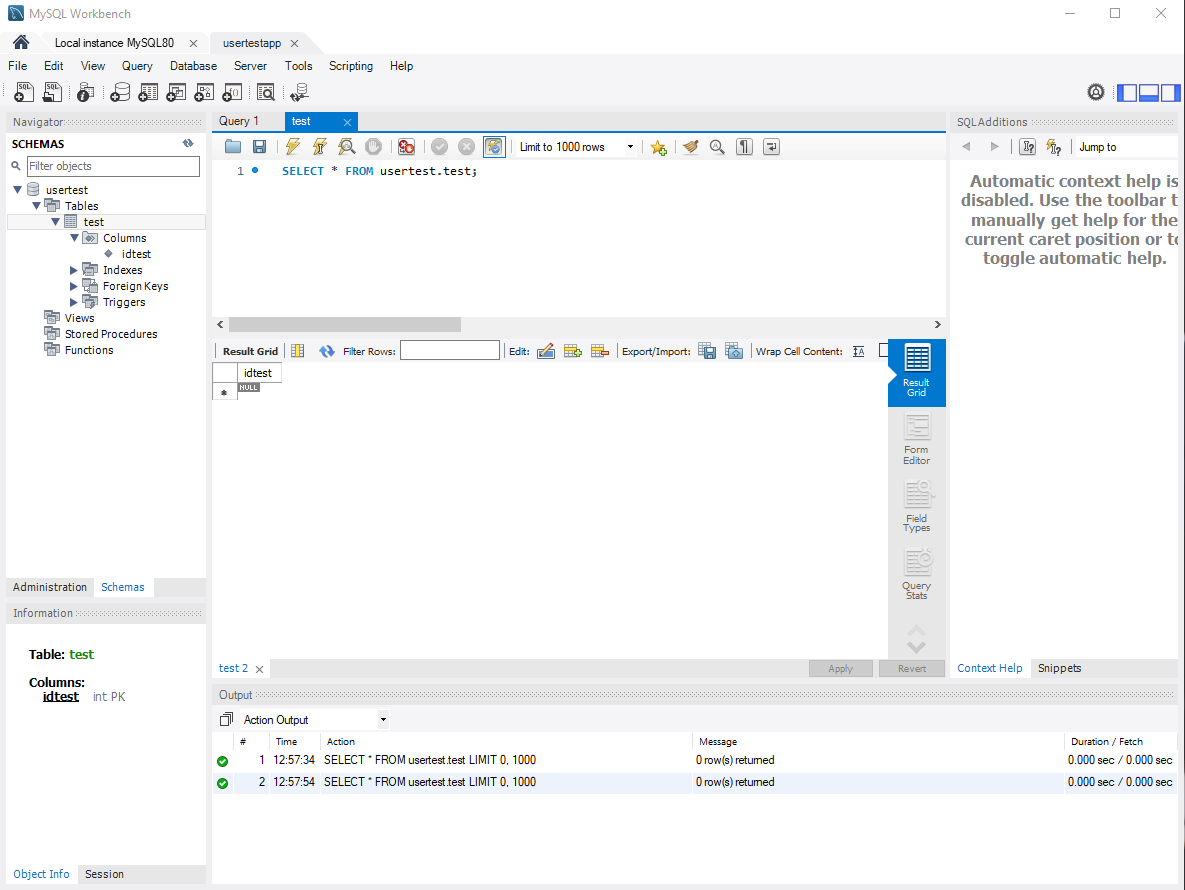 MySQL Workbench
Local instance MySQL80
usertestapp
File Edit View Query Database Server Tools Scripting Help
Navigator
SCHEMAS
Filter objects
usertest
Tables
test
Columns
idtest
Indexes
Foreign Keys
Triggers
Views
Stored Procedures
Functions
Administration Schemas
Information
Table: test
Columns:
idtest int PK
Object Info Session
Query 1 test
Limit to 1000 rows
1 SELECT * FROM usertest.test;
Result Grid Filter Rows: Edit: Export/Import: Wrap Cell Content:
idtest
NULL
Result
Grid
Form
Editor
Field
Types
Query
Stats
test 2
Apply Revert
SQLAdditions
Jump to
Automatic context help is
disabled. Use the toolbar t
manually get help for the
current caret position or to
toggle automatic help.
Context Help Snippets
Output
Action Output
# Time Action Message Duration / Fetch
1 12:57:34 SELECT * FROM usertest.test LIMIT 0, 1000 0 row(s) returned 0.000 sec / 0.000 sec
2 12:57:54 SELECT * FROM usertest.test LIMIT 0, 1000 0 row(s) returned 0.000 sec / 0.000 sec